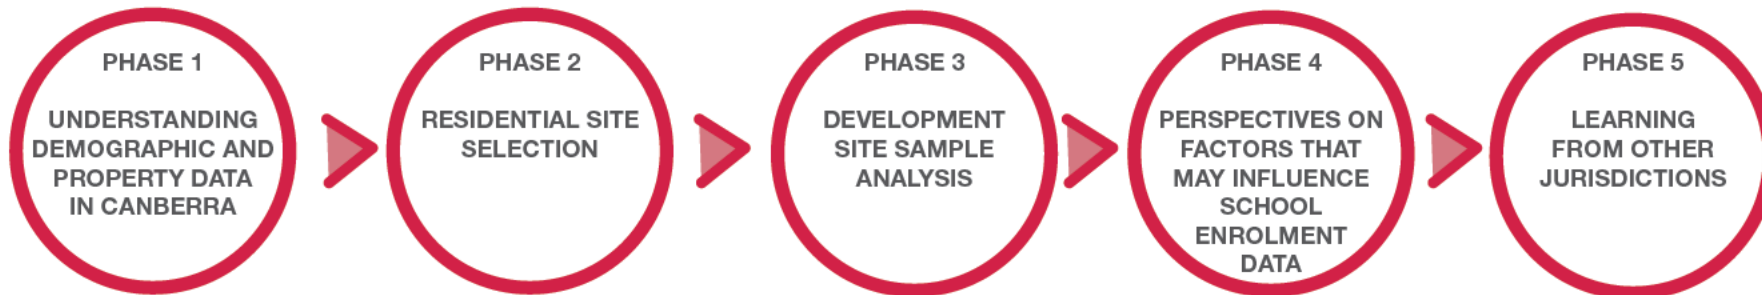 PHASE 1
UNDERSTANDING
DEMOGRAPHIC AND
PROPERTY DATA
IN CANBERRA
PHASE 2
RESIDENTIAL SITE
SELECTION
PHASE 3
DEVELOPMENT
SITE SAMPLE
ANALYSIS
PHASE 4
PERSPECTIVES ON
FACTORS THAT
MAY INFLUENCE
SCHOOL
ENROLMENT
DATA
PHASE 5
LEARNING
FROM OTHER
JURISDICTIONS